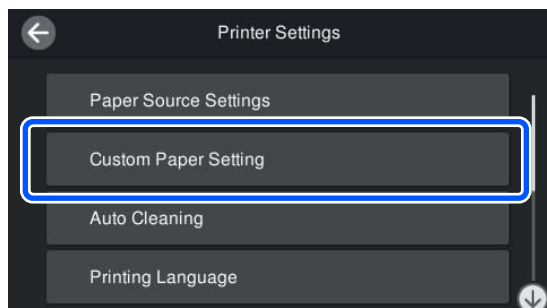 Printer Settings
Paper Source Settings
Custom Paper Setting
Auto Cleaning
Printing Language